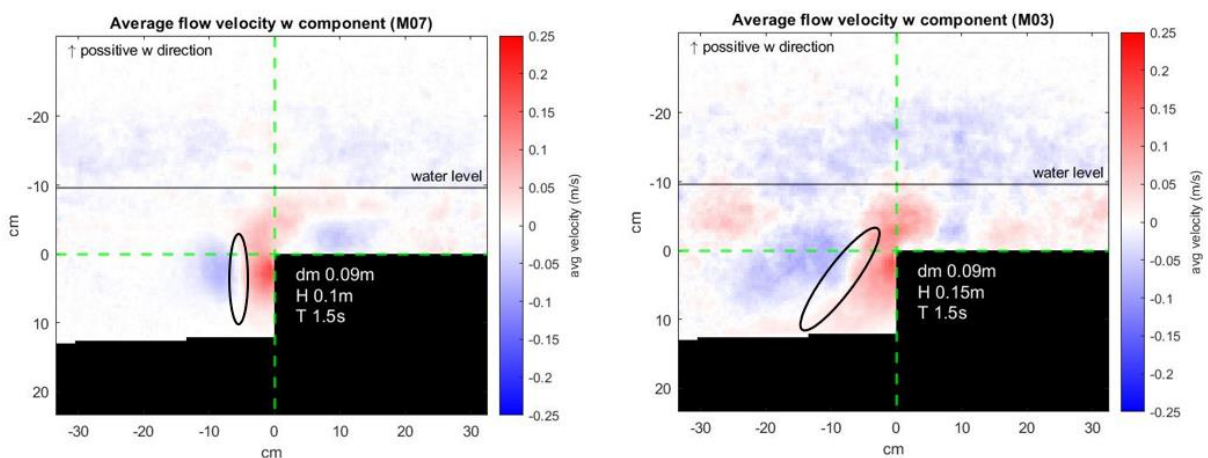 Average flow velocity w component (M07)
↑ possitive w direction
water level
dm 0.09m
H 0.1m
T 1.5s
-20
-10
0
10
20
cm
-30
-20
-10
0
10
20
30
cm
0.25
0.2
0.15
0.1
0.05
0
-0.05
-0.1
-0.15
-0.2
-0.25
avg velocity (m/s)
Average flow velocity w component (M03)
↑ possitive w direction
water level
dm 0.09m
H 0.15m
T 1.5s
-20
-10
0
10
20
cm
-30
-20
-10
0
10
20
30
cm
0.25
0.2
0.15
0.1
0.05
0
-0.05
-0.1
-0.15
-0.2
-0.25
avg velocity (m/s)